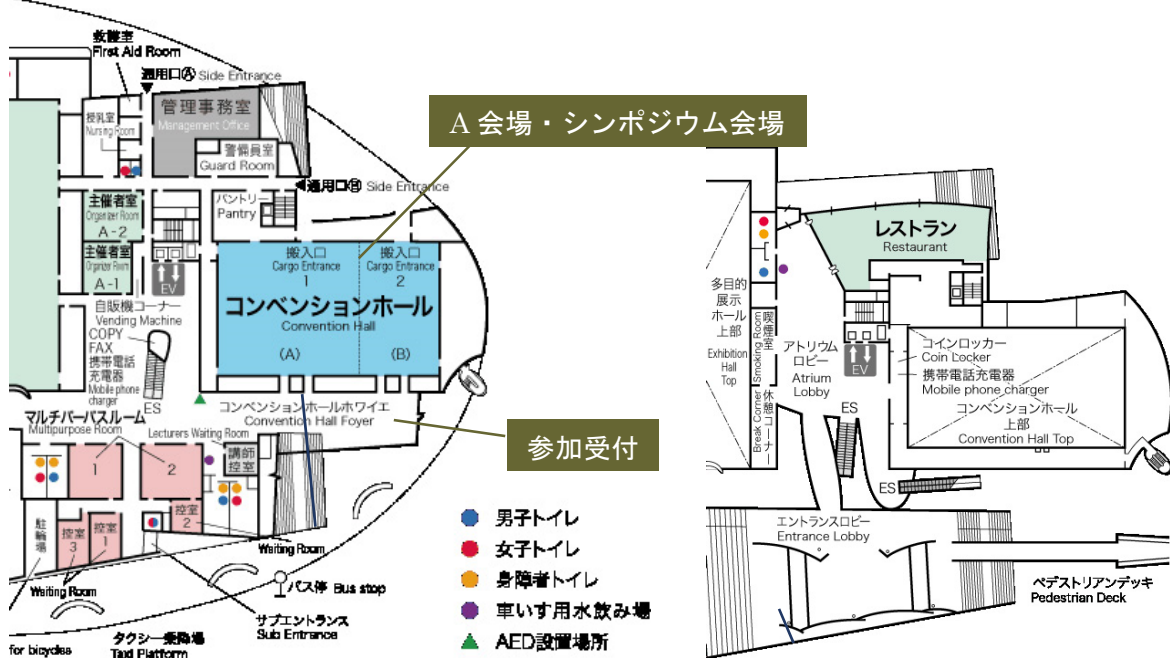 救護室
First Aid Room
通用口Ⓐ Side Entrance
授乳室
Nursing Room
管理事務室
Management Office
警備員室
Guard Room
A 会場・シンポジウム会場
通用口Ⓑ Side Entrance
パントリー
Pantry
主催者室
Organizer Room
A-2
主催者室
Organizer Room
A-1
EV
搬入口
Cargo Entrance
1
搬入口
Cargo Entrance
2
コンベンションホール
Convention Hall
(A)
(B)
自販機コーナー
Vending Machine
COPY
FAX
携帯電話
充電器
Mobile phone
charger
ES
コンベンションホールホワイエ
Convention Hall Foyer
参加受付
マルチパーパスルーム
Multipurpose Room
Lecturers Waiting Room
講師
控室
1
2
控室
2
控室
1
控室
3
駐輪場
Waiting Room
Waiting Room
バス停 Bus stop
サブエントランス
Sub Entrance
タクシー乗降場
Taxi Platform
for bicycles
男子トイレ
女子トイレ
身障者トイレ
車いす用水飲み場
AED設置場所
レストラン
Restaurant
多目的
展示
ホール
上部
Exhibition
Hall
Top
喫煙室
Smoking Room
休憩コーナー
Break Corner
アトリウム
ロビー
Atrium
Lobby
EV
コインロッカー
Coin Locker
携帯電話充電器
Mobile phone charger
コンベンションホール
上部
Convention Hall Top
ES
ES
エントランスロビー
Entrance Lobby
ペデストリアンデッキ
Pedestrian Deck